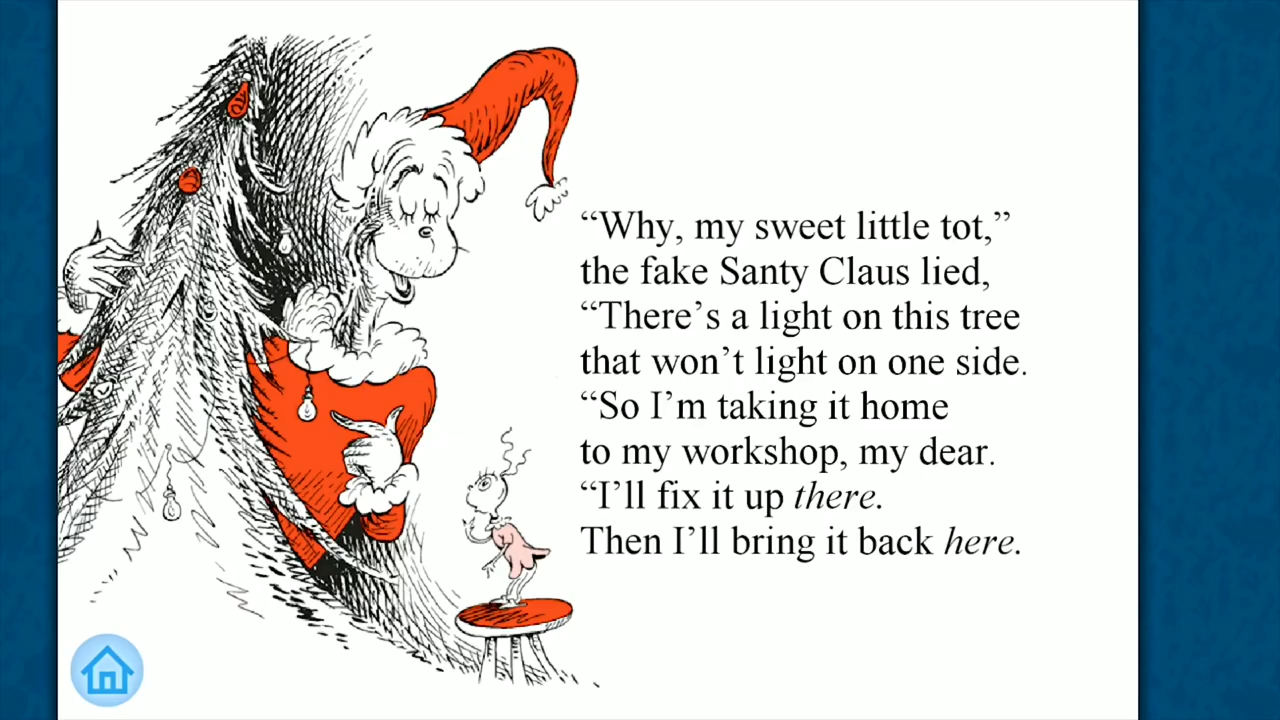 “Why, my sweet little tot,”
the fake Santy Claus lied,
“There’s a light on this tree
that won’t light on one side.
“So I’m taking it home
to my workshop, my dear.
“I’ll fix it up there.
Then I’ll bring it back here.